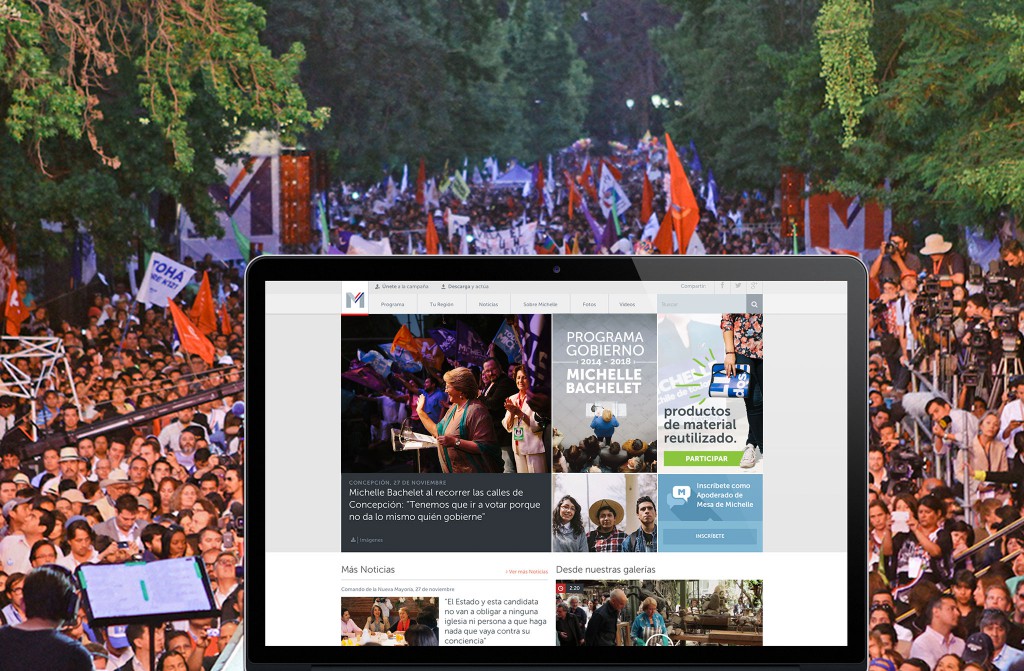 TOHÁ
M
M
Únete a la campaña
Descarga y actúa
Compartir:
Programa
Tu Región
Noticias
Sobre Michelle
Fotos
Videos
Buscar
PROGRAMA
GOBIERNO
2014 - 2018
MICHELLE
BACHELET
productos
de material
reutilizado.
PARTICIPAR
CONCEPCIÓN, 27 DE NOVIEMBRE
Michelle Bachelet al recorrer las calles de
Concepción: "Tenemos que ir a votar porque
no da lo mismo quién gobierne"
Imágenes
M
Inscríbete como
Apoderado de
Mesa de Michelle
INSCRÍBETE
Más Noticias
› Ver mas Noticias
Desde nuestras galerías
Comando de la Nueva Mayoría, 27 de noviembre
"El Estado y esta candidata
no van a obligar a ninguna
iglesia ni persona a que haga
nada que vaya contra su
conciencia"
2:20